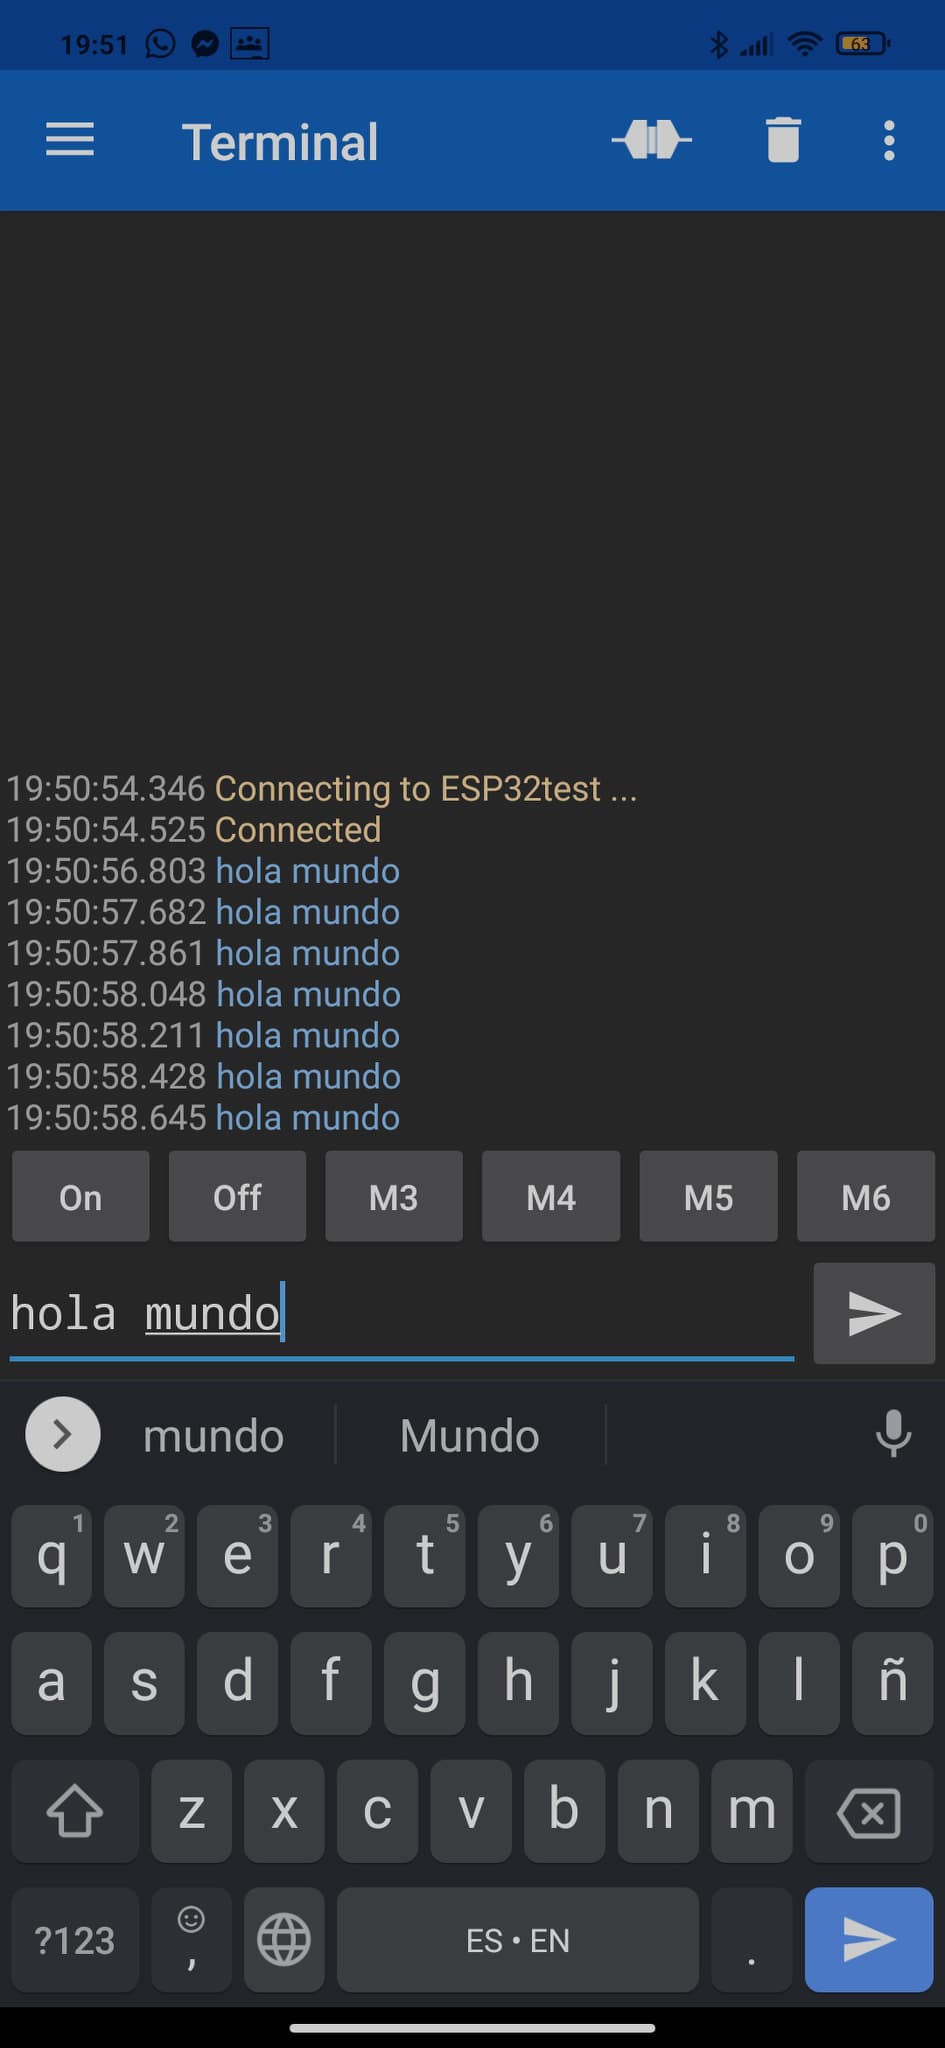 19:51
63
Terminal
19:50:54.346 Connecting to ESP32test ...
19:50:54.525 Connected
19:50:56.803 hola mundo
19:50:57.682 hola mundo
19:50:57.861 hola mundo
19:50:58.048 hola mundo
19:50:58.211 hola mundo
19:50:58.428 hola mundo
19:50:58.645 hola mundo
On Off M3 M4 M5 M6
hola mundo
mundo Mundo
1 2 3 4 5 6 7 8 9 0
q w e r t y u i o p
a s d f g h j k l ñ
z x c v b n m
?123 , ES • EN .